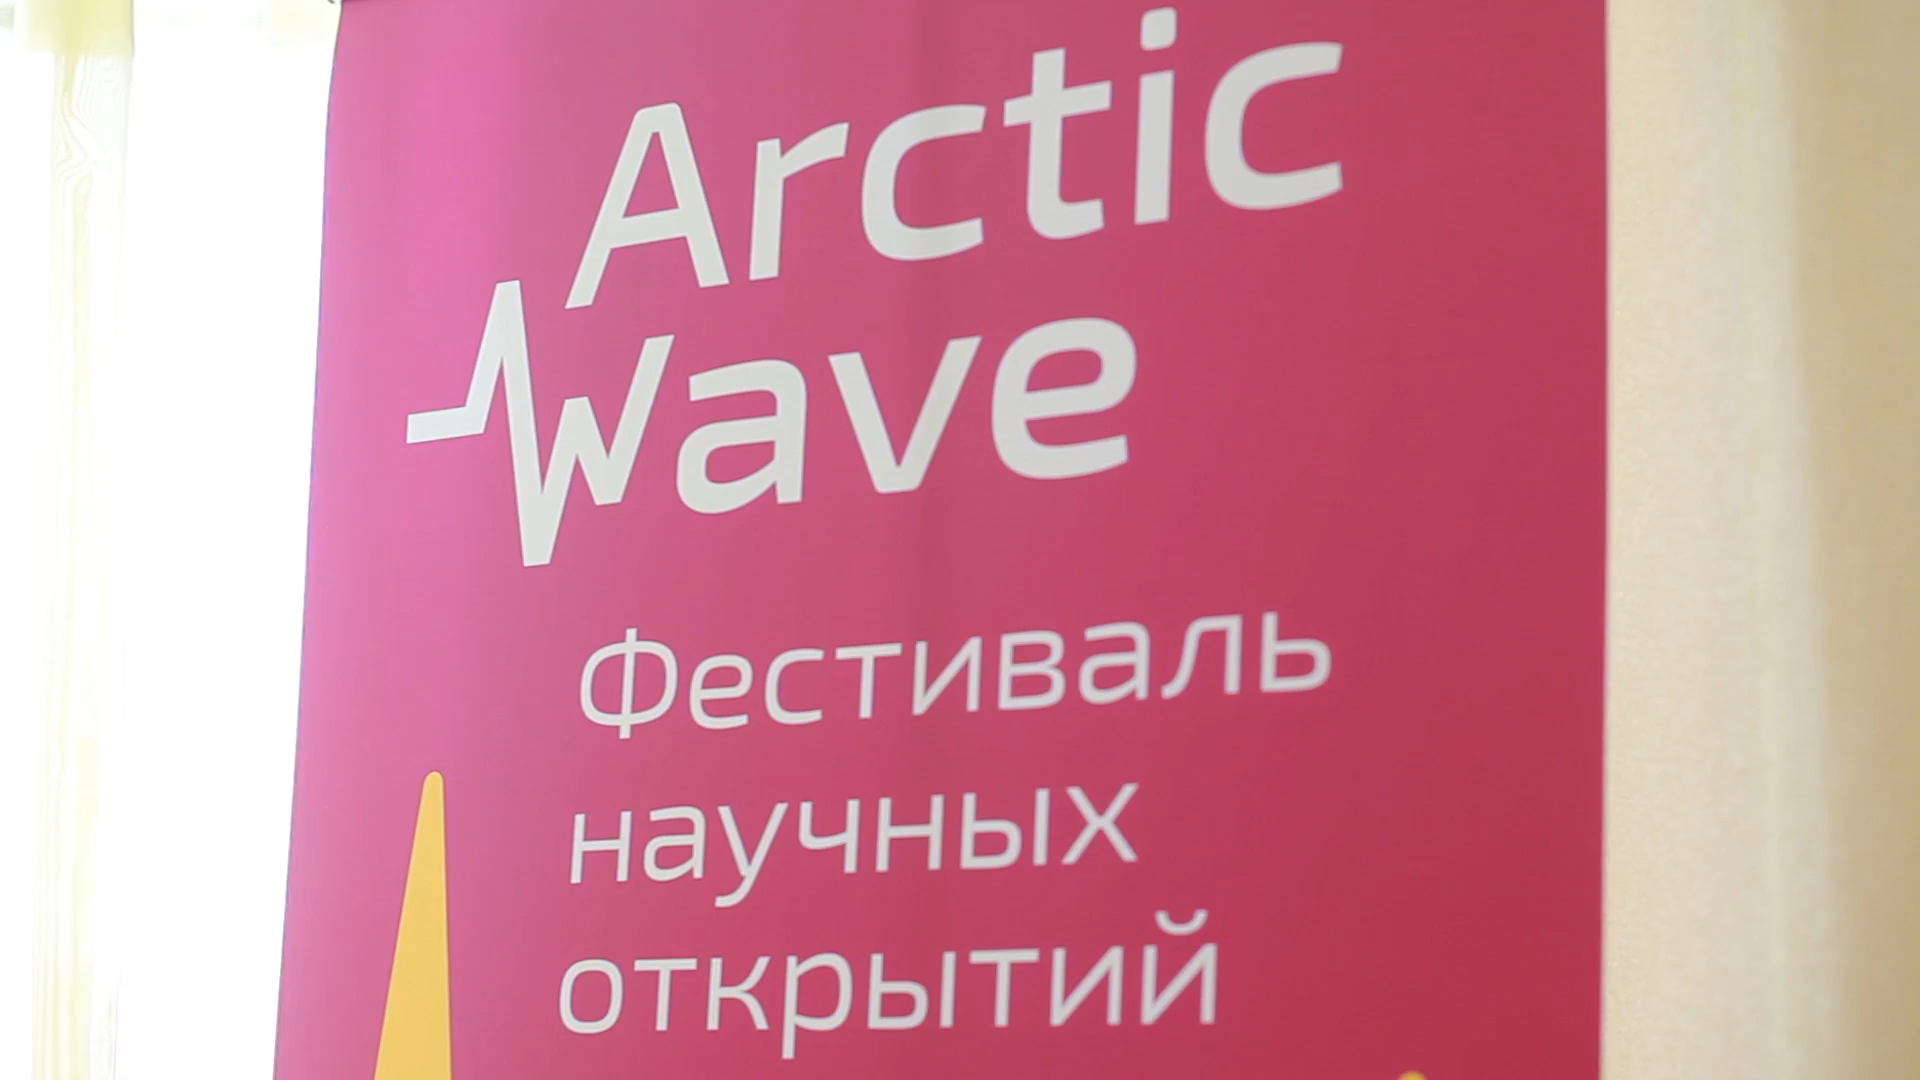 Arctic
Wave
Фестиваль
научных
открытий